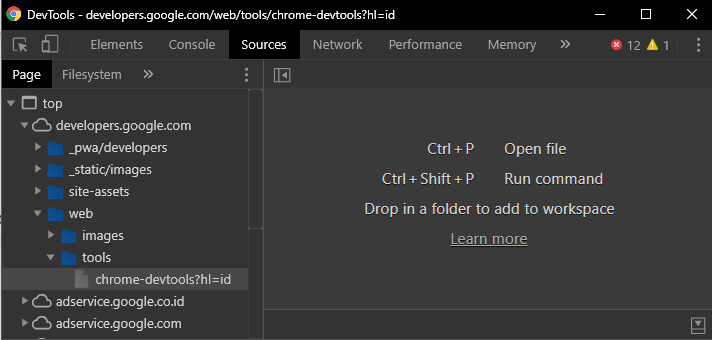 DevTools - developers.google.com/web/tools/chrome-devtools?hl=id
Elements Console Sources Network Performance Memory » 12 1
Page Filesystem »
top
developers.google.com
_pwa/developers
_static/images
site-assets
web
images
tools
chrome-devtools?hl=id
adservice.google.co.id
adservice.google.com
Ctrl + P Open file
Ctrl + Shift + P Run command
Drop in a folder to add to workspace
Learn more